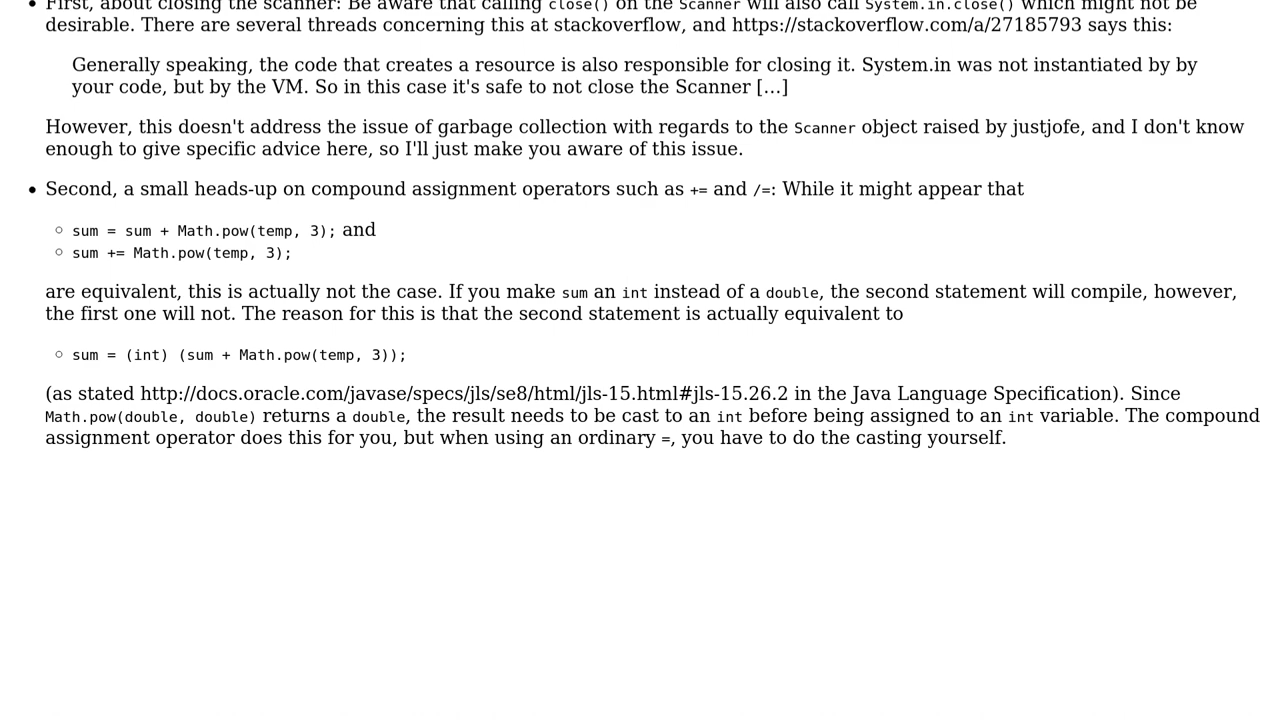 First, about closing the scanner: Be aware that calling close() on the Scanner will also call System.in.close() which might not be
desirable. There are several threads concerning this at stackoverflow, and https://stackoverflow.com/a/27185793 says this:
Generally speaking, the code that creates a resource is also responsible for closing it. System.in was not instantiated by by
your code, but by the VM. So in this case it's safe to not close the Scanner [...]
However, this doesn't address the issue of garbage collection with regards to the Scanner object raised by justjofe, and I don't know
enough to give specific advice here, so I'll just make you aware of this issue.
Second, a small heads-up on compound assignment operators such as += and /=: While it might appear that
sum = sum + Math.pow(temp, 3); and
sum += Math.pow(temp, 3);
are equivalent, this is actually not the case. If you make sum an int instead of a double, the second statement will compile, however,
the first one will not. The reason for this is that the second statement is actually equivalent to
sum = (int) (sum + Math.pow(temp, 3));
(as stated http://docs.oracle.com/javase/specs/jls/se8/html/jls-15.html#jls-15.26.2 in the Java Language Specification). Since
Math.pow(double, double) returns a double, the result needs to be cast to an int before being assigned to an int variable. The compound
assignment operator does this for you, but when using an ordinary =, you have to do the casting yourself.